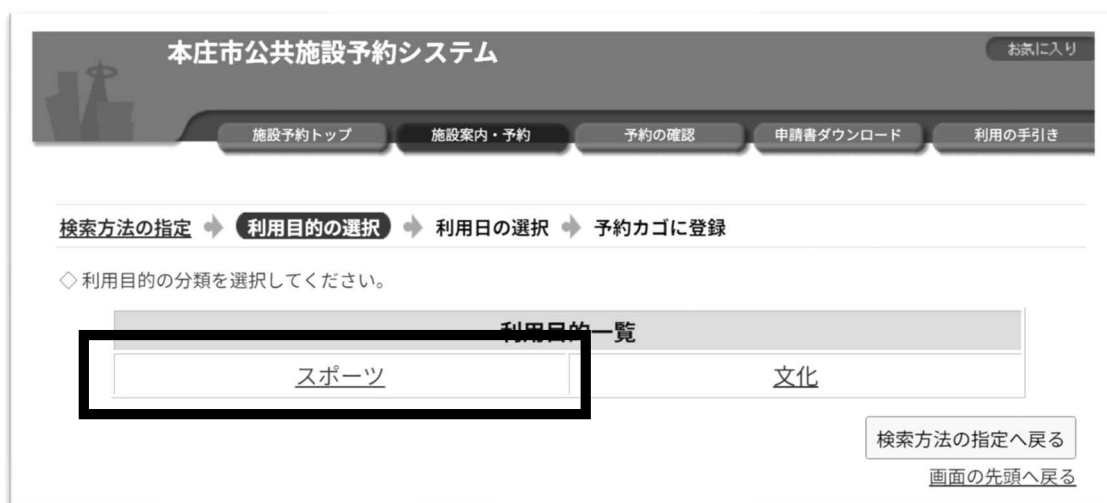 本庄市公共施設予約システム
お気に入り
施設予約トップ 施設案内・予約 予約の確認 申請書ダウンロード 利用の手引き
検索方法の指定 利用目的の選択 利用日の選択 予約カゴに登録
◇利用目的の分類を選択してください。
利用目的一覧
スポーツ 文化
検索方法の指定へ戻る
画面の先頭へ戻る